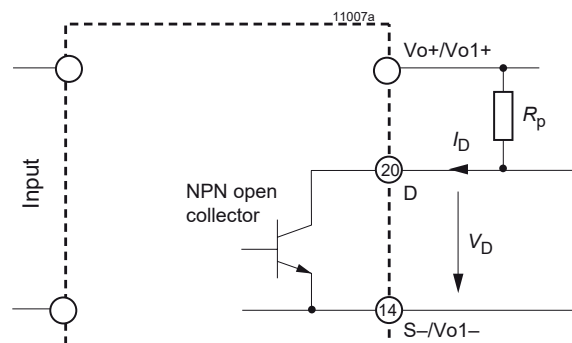 11007a
Vo+/Vo1+
Rp
ID
Input
20
D
NPN open
collector
VD
14
S–/Vo1–